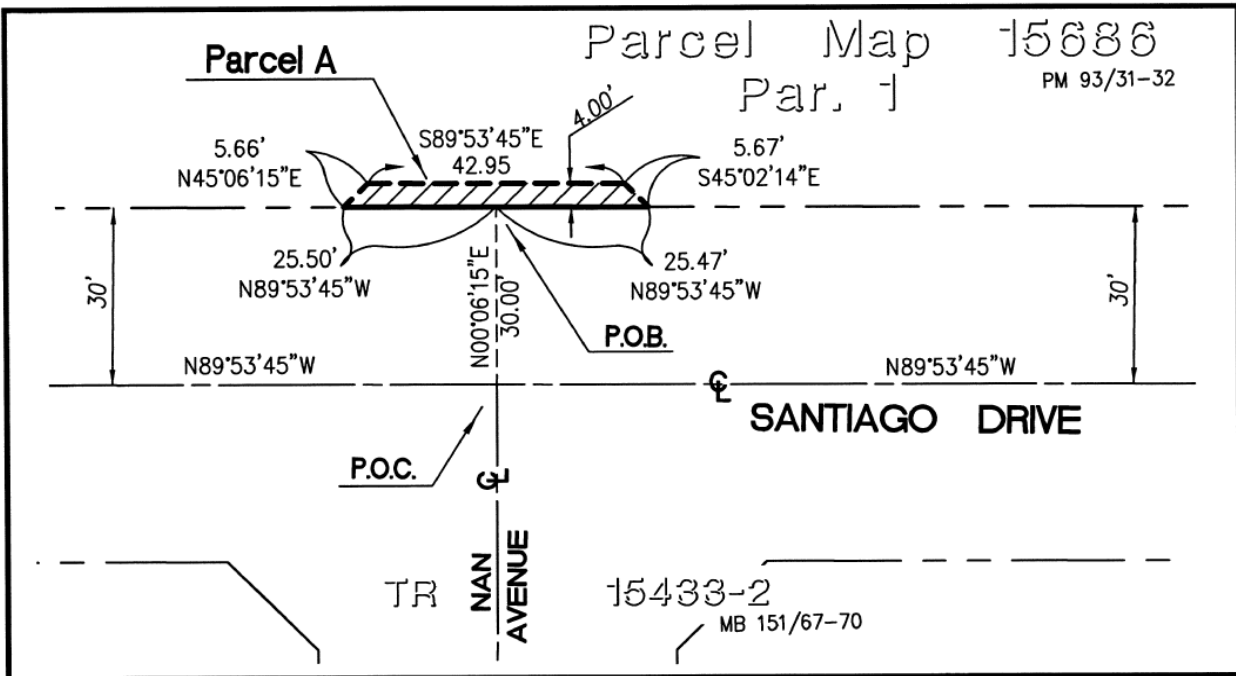 Parcel Map 15686
Par. 1
PM 93/31-32
Parcel A
4.00'
5.66'
N45°06'15"E
S89°53'45"E
42.95
5.67'
S45°02'14"E
30'
25.50'
N89°53'45"W
N00°06'15"E
30.00'
25.47'
N89°53'45"W
30'
P.O.B.
N89°53'45"W
N89°53'45"W
CL
SANTIAGO DRIVE
P.O.C.
CL
NAN
AVENUE
TR 15433-2
MB 151/67-70